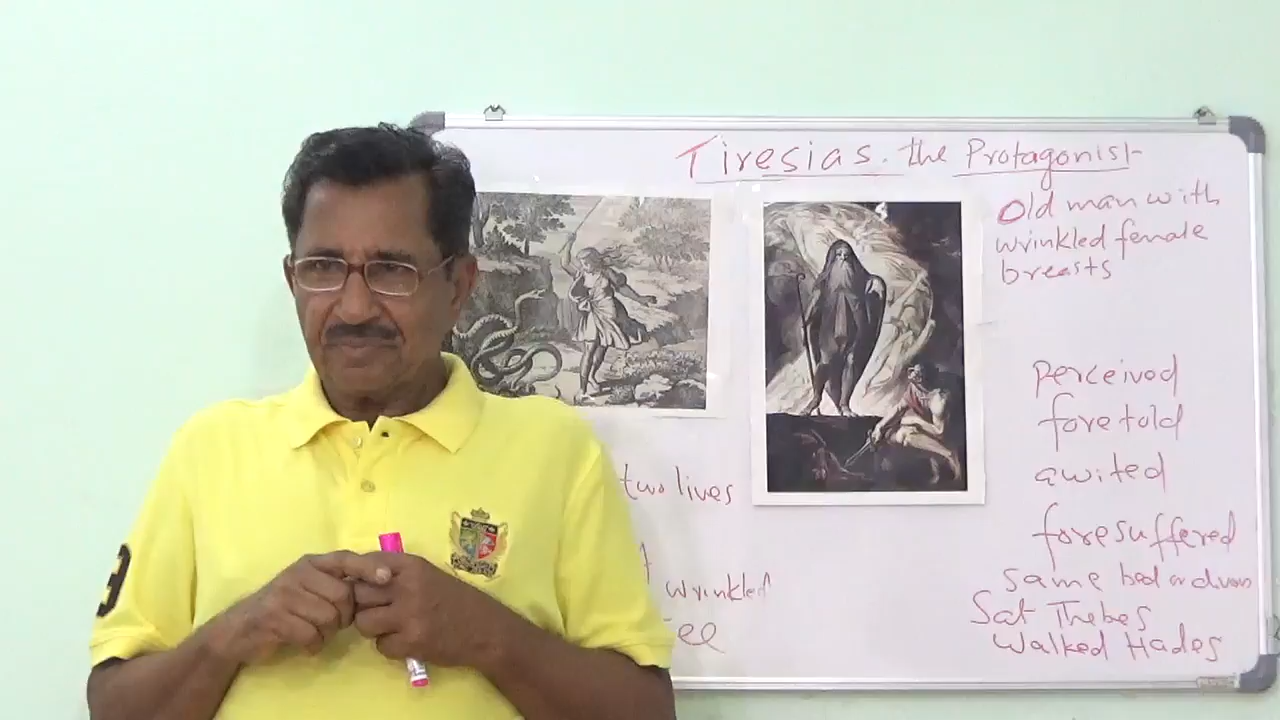 Tiresias. the Protagonist
Old man with
wrinkled female
breasts
perceived
foretold
awited
foresuffered
same bed or
Sat Thebes
Walked Hades
two lives
wrinkled
3